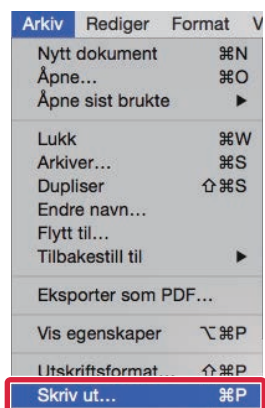 Arkiv Rediger Format V
Nytt dokument ⌘N
Åpne... ⌘O
Åpne sist brukte ▶
Lukk ⌘W
Arkiver... ⌘S
Dupliser ⇧⌘S
Endre navn...
Flytt til...
Tilbakestill til ▶
Eksporter som PDF...
Vis egenskaper ⌥⌘P
Utskriftsformat... ⇧⌘P
Skriv ut... ⌘P